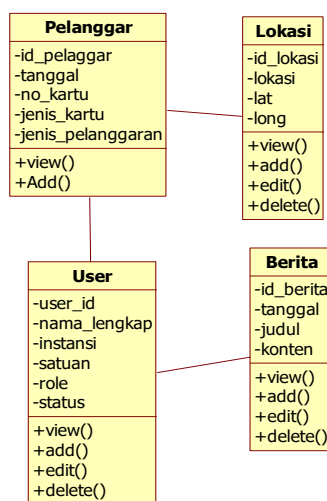 Pelanggar
-id_pelaggar
-tanggal
-no_kartu
-jenis_kartu
-jenis_pelanggaran
+view()
+Add()
Lokasi
-id_lokasi
-lokasi
-lat
-long
+view()
+add()
+edit()
+delete()
User
-user_id
-nama_lengkap
-instansi
-satuan
-role
-status
+view()
+add()
+edit()
+delete()
Berita
-id_berita
-tanggal
-judul
-konten
+view()
+add()
+edit()
+delete()